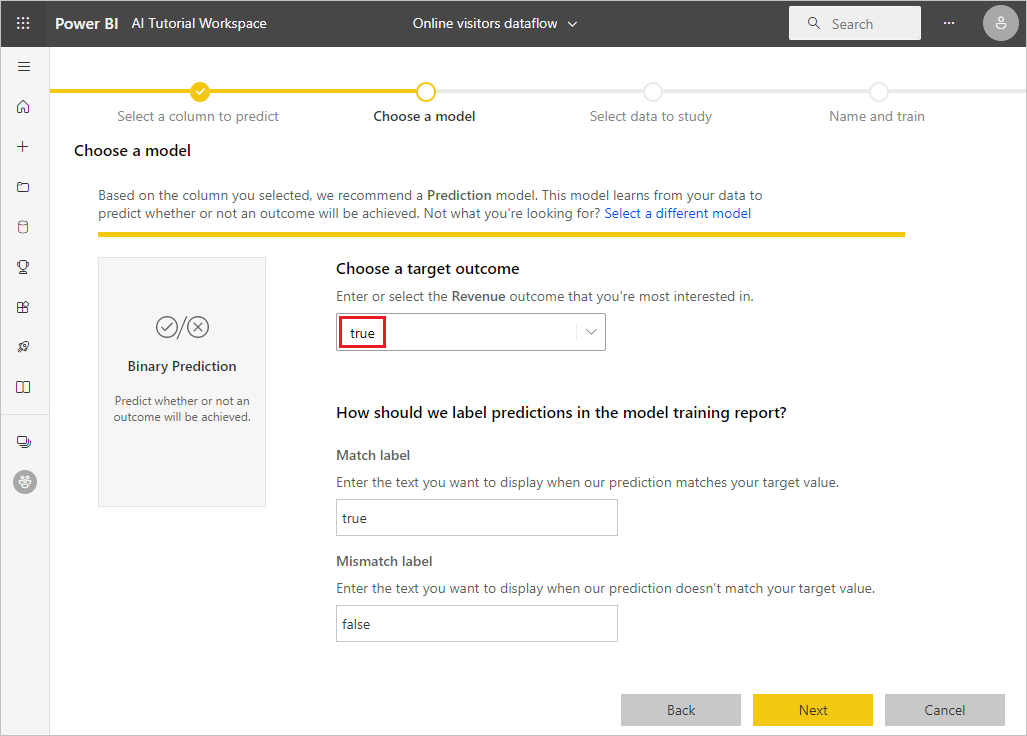 Power BI AI Tutorial Workspace Online visitors dataflow Search ...
Select a column to predict Choose a model Select data to study Name and train
Choose a model
Based on the column you selected, we recommend a Prediction model. This model learns from your data to
predict whether or not an outcome will be achieved. Not what you're looking for? Select a different model
Binary Prediction
Predict whether or not an
outcome will be achieved.
Choose a target outcome
Enter or select the Revenue outcome that you're most interested in.
true
How should we label predictions in the model training report?
Match label
Enter the text you want to display when our prediction matches your target value.
true
Mismatch label
Enter the text you want to display when our prediction doesn't match your target value.
false
Back Next Cancel